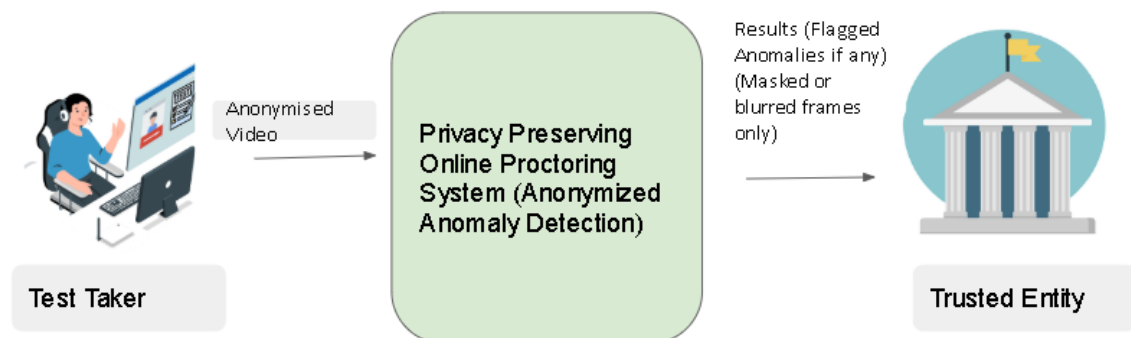 Anonymised
Video
Privacy Preserving
Online Proctoring
System (Anonymized
Anomaly Detection)
Results (Flagged
Anomalies if any)
(Masked or
blurred frames
only)
Test Taker
Trusted Entity